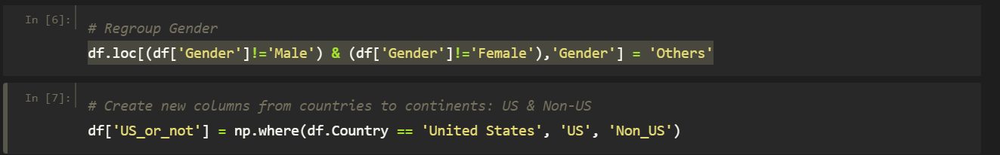 In [6]:
# Regroup Gender
df.loc[(df['Gender']!='Male') & (df['Gender']!='Female'),'Gender'] = 'Others'
In [7]:
# Create new columns from countries to continents: US & Non-US
df['US_or_not'] = np.where(df.Country == 'United States', 'US', 'Non_US')